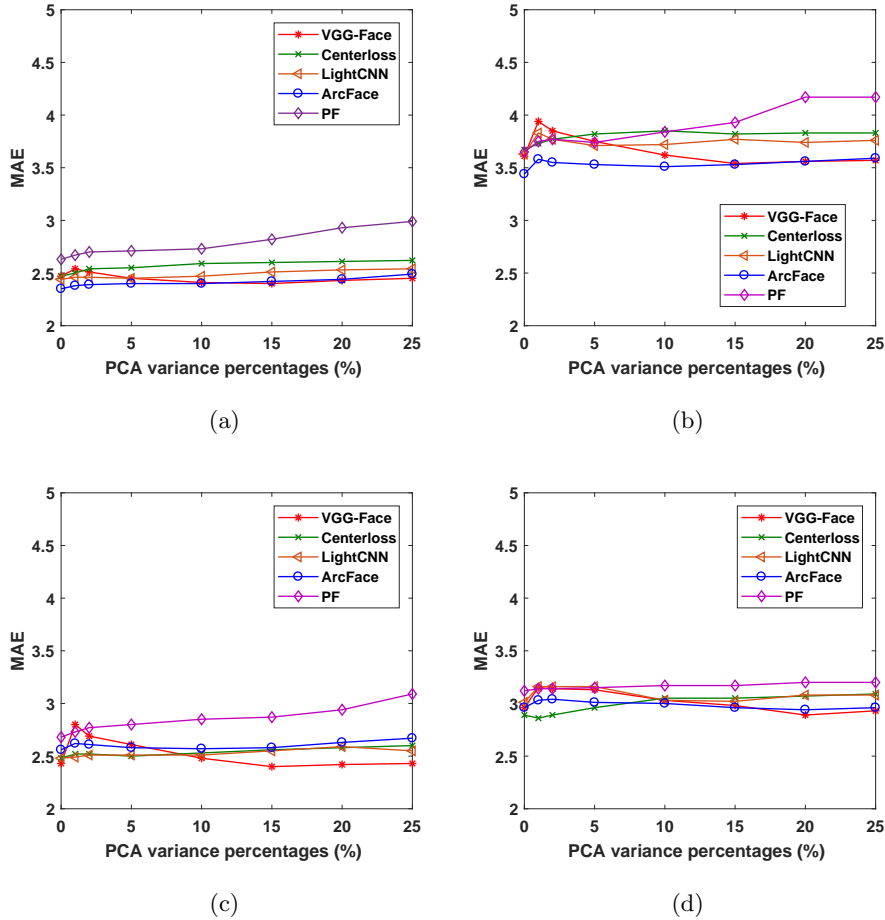 5
4.5
4
3.5
3
2.5
2
MAE
0 5 10 15 20 25
PCA variance percentages (%)
VGG-Face
Centerloss
LightCNN
ArcFace
PF
(a)
5
4.5
4
3.5
3
2.5
2
MAE
0 5 10 15 20 25
PCA variance percentages (%)
VGG-Face
Centerloss
LightCNN
ArcFace
PF
(b)
5
4.5
4
3.5
3
2.5
2
MAE
0 5 10 15 20 25
PCA variance percentages (%)
VGG-Face
Centerloss
LightCNN
ArcFace
PF
(c)
5
4.5
4
3.5
3
2.5
2
MAE
0 5 10 15 20 25
PCA variance percentages (%)
VGG-Face
Centerloss
LightCNN
ArcFace
PF
(d)